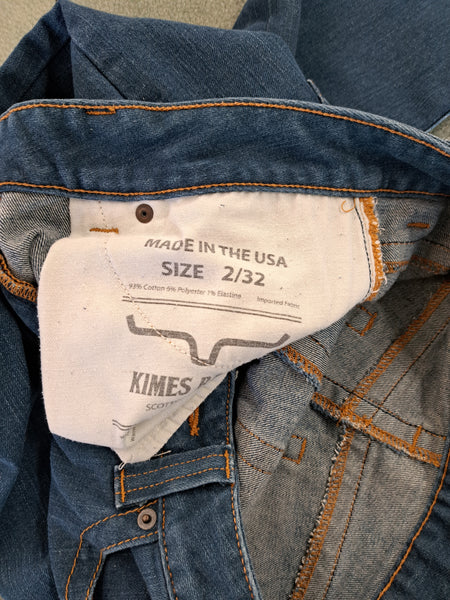 MADE IN THE USA
SIZE 2/32
93% Cotton 6% Polyester 1% Elastine Imported Fabric
KIMES